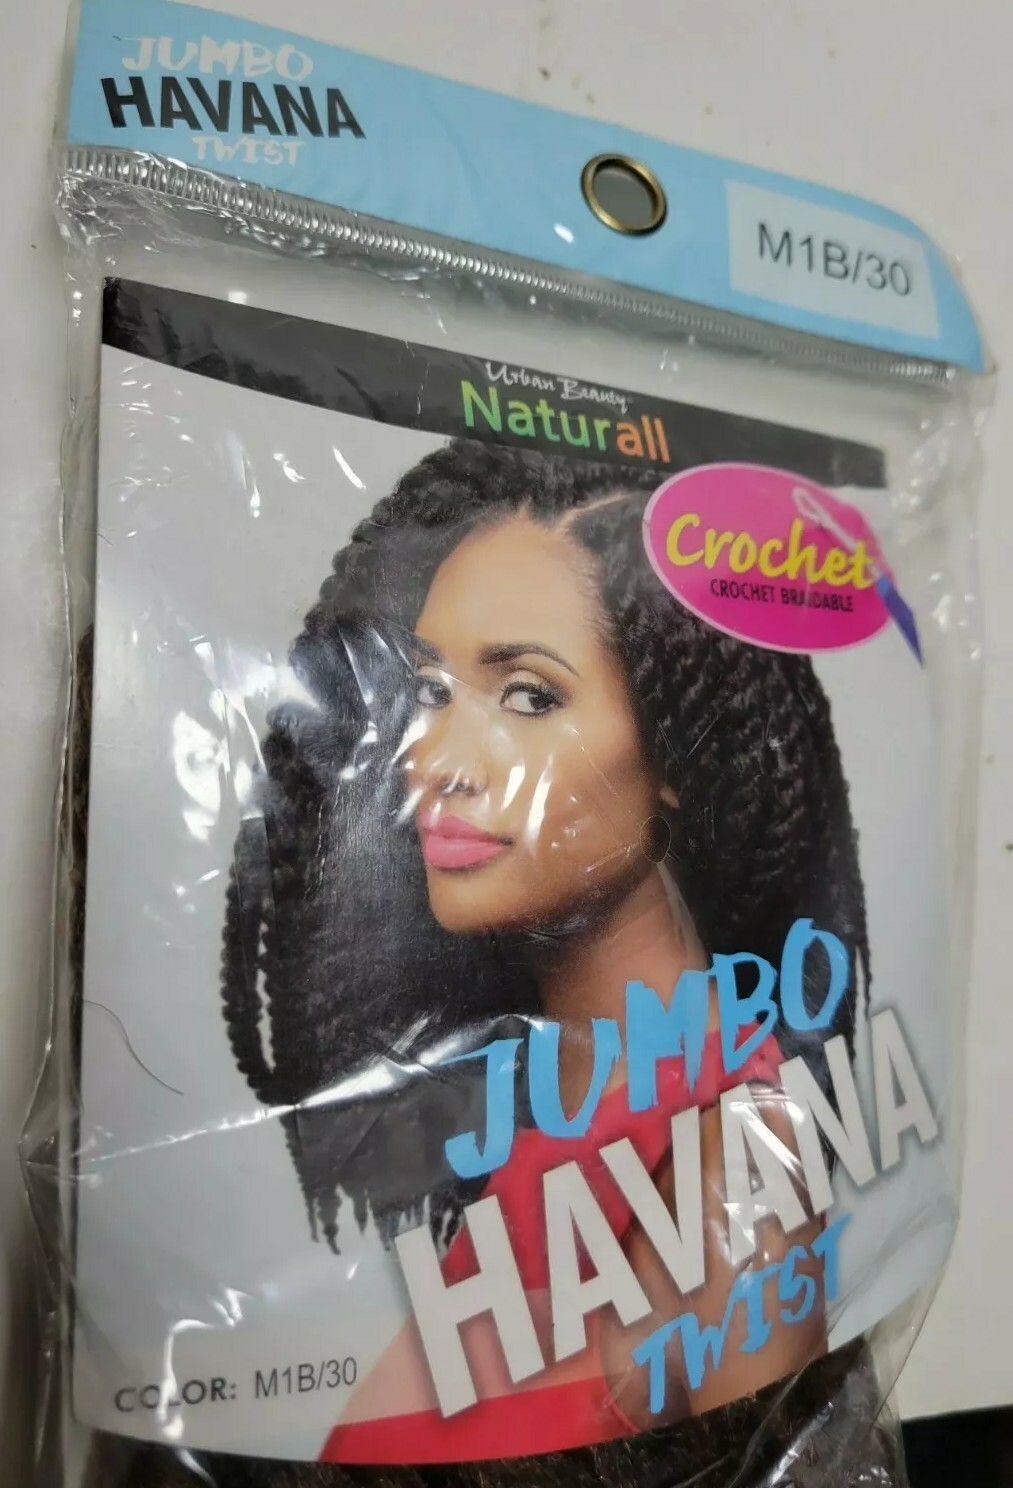 JUMBO
HAVANA
TWIST
M1B/30
Urban Beauty
Naturall
Crochet
CROCHET BRAIDABLE
JUMBO
HAVANA
TWIST
COLOR: M1B/30